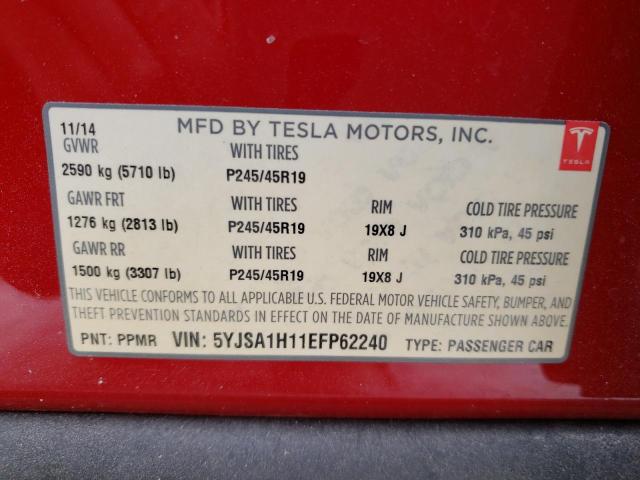 11/14 MFD BY TESLA MOTORS, INC.
TESLA
GVWR WITH TIRES
2590 kg (5710 lb) P245/45R19
GAWR FRT WITH TIRES RIM COLD TIRE PRESSURE
1276 kg (2813 lb) P245/45R19 19X8 J 310 kPa, 45 psi
GAWR RR WITH TIRES RIM COLD TIRE PRESSURE
1500 kg (3307 lb) P245/45R19 19X8 J 310 kPa, 45 psi
THIS VEHICLE CONFORMS TO ALL APPLICABLE U.S. FEDERAL MOTOR VEHICLE SAFETY, BUMPER, AND
THEFT PREVENTION STANDARDS IN EFFECT ON THE DATE OF MANUFACTURE SHOWN ABOVE.
PNT: PPMR VIN: 5YJSA1H11EFP62240 TYPE: PASSENGER CAR